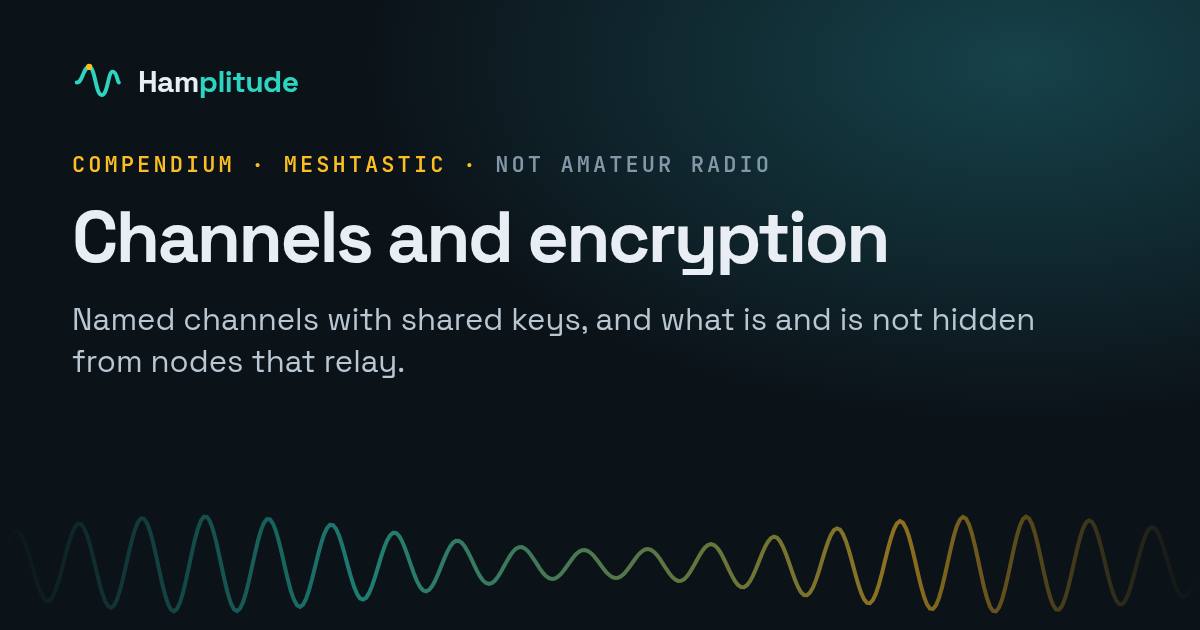 Hamplitude
COMPENDIUM · MESHTASTIC · NOT AMATEUR RADIO
Channels and encryption
Named channels with shared keys, and what is and is not hidden
from nodes that relay.